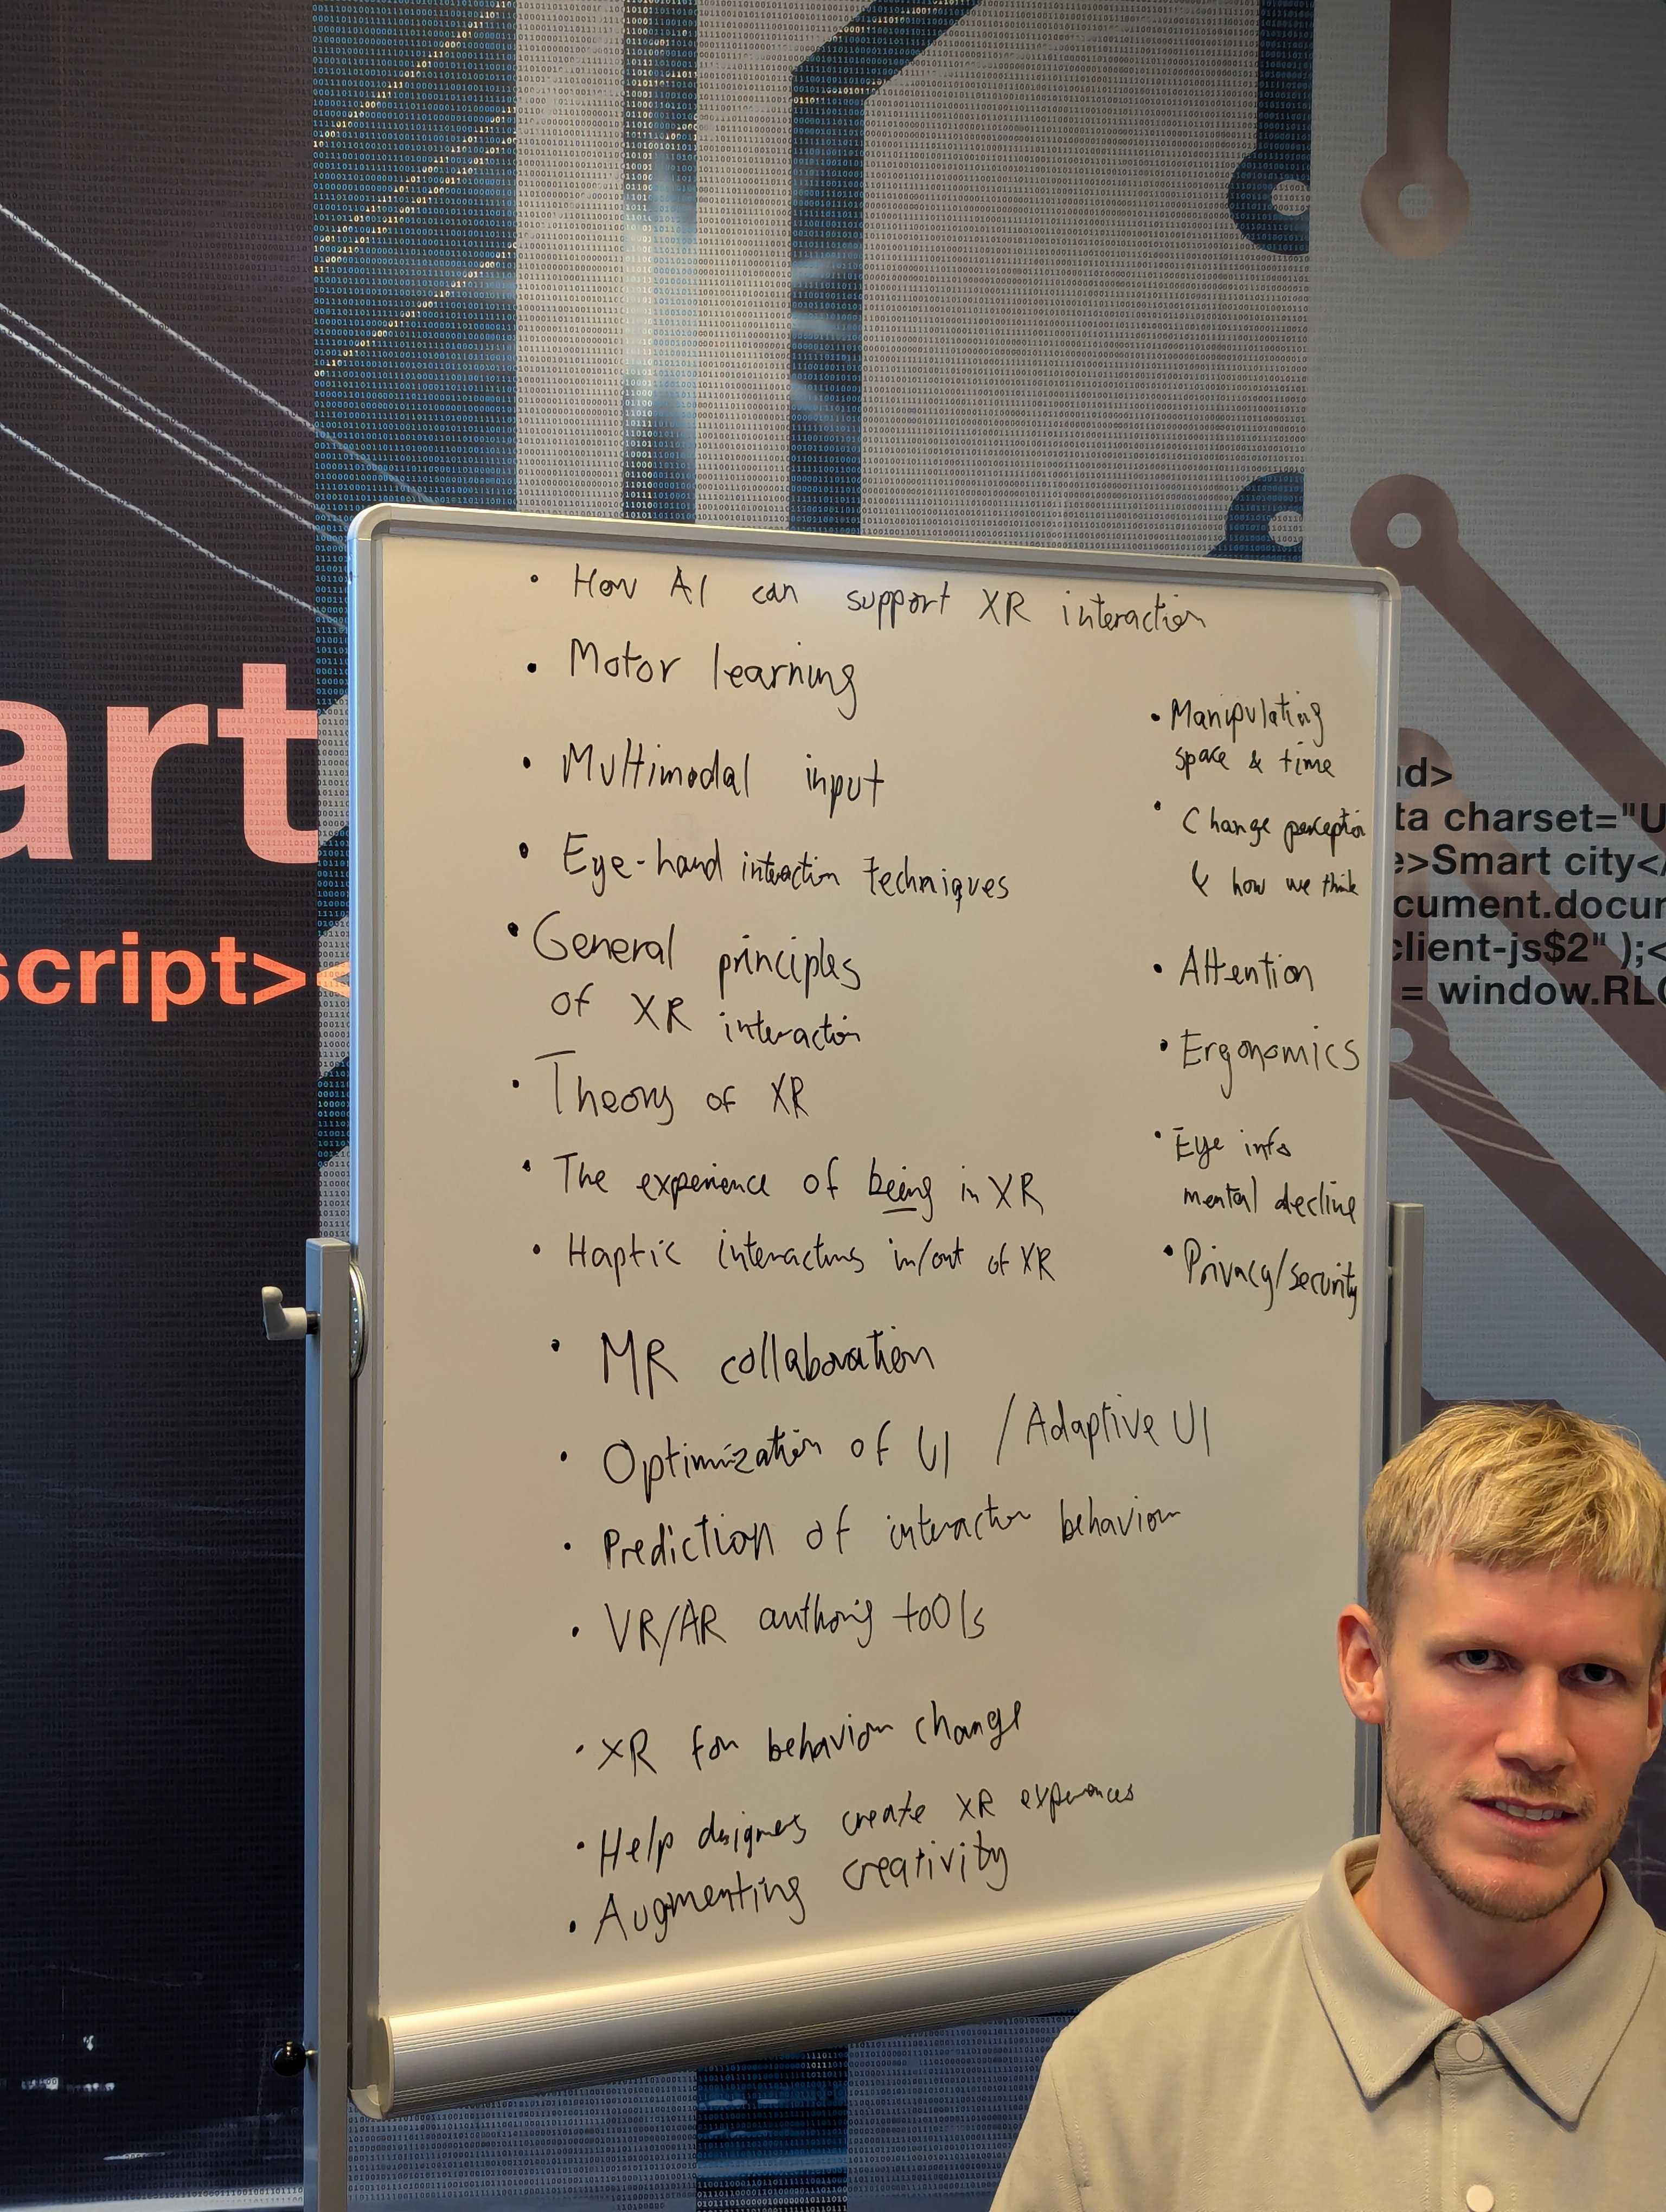 • How AI can support XR interaction
• Motor learning
• Multimodal input
• Eye-hand interaction techniques
• General principles
of XR interaction
• Theory of XR
• The experience of being in XR
• Haptic interactions in/out of XR
• MR collaboration
• Optimization of UI / Adaptive UI
• Prediction of interaction behavior
• VR/AR authoring tools
• XR for behavior change
• Help designers create XR experiences
• Augmenting creativity
• Manipulating
space & time
• Change perception
& how we think
• Attention
• Ergonomics
• Eye info
mental decline
• Privacy/security
art
script><
nd>
ta charset="U
e>Smart city</
cument.docum
client-js$2" );<
= window.RLC